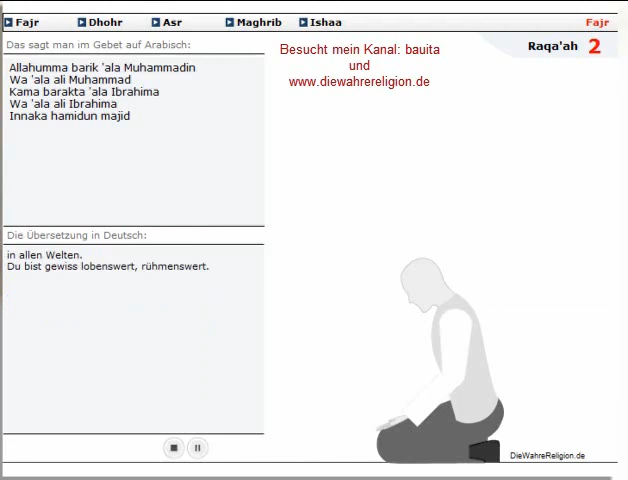 Fajr Dhohr Asr Maghrib Ishaa Fajr
Das sagt man im Gebet auf Arabisch:
Allahumma barik 'ala Muhammadin
Wa 'ala ali Muhammad
Kama barakta 'ala Ibrahima
Wa 'ala ali Ibrahima
Innaka hamidun majid
Besucht mein Kanal: bauita
und
www.diewahrereligion.de
Raqa'ah 2
Die Übersetzung in Deutsch:
in allen Welten.
Du bist gewiss lobenswert, rühmenswert.
DieWahreReligion.de